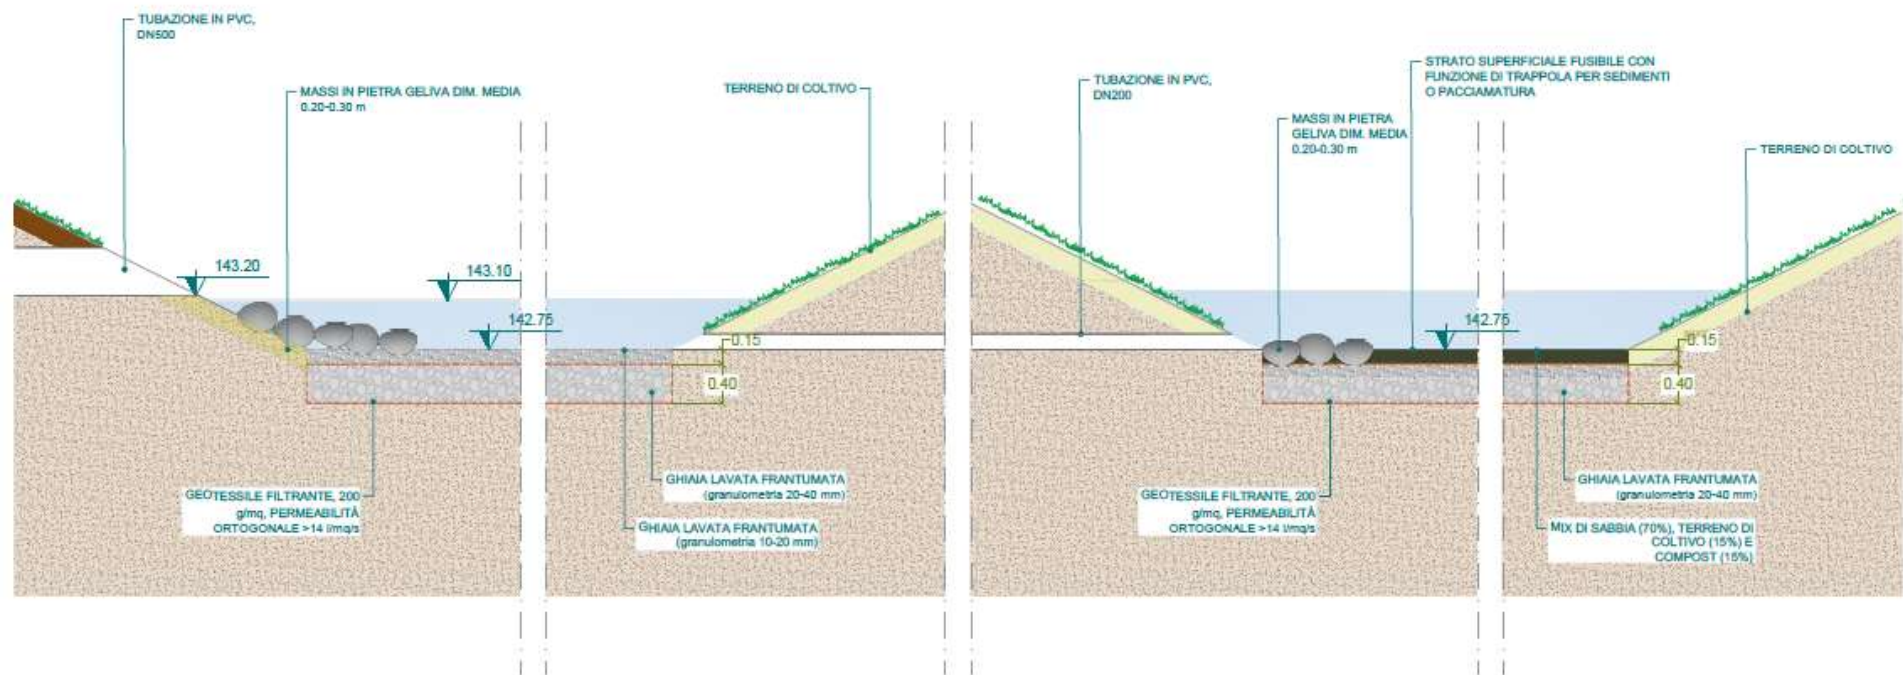 TUBAZIONE IN PVC,
DN500
MASSI IN PIETRA GELIVA DIM. MEDIA
0.20-0.30 m
TERRENO DI COLTIVO
TUBAZIONE IN PVC,
DN200
MASSI IN PIETRA
GELIVA DIM. MEDIA
0.20-0.30 m
STRATO SUPERFICIALE FUSIBILE CON
FUNZIONE DI TRAPPOLA PER SEDIMENTI
O PACCIAMATURA
TERRENO DI COLTIVO
143.20
143.10
142.75
0.15
0.40
142.75
0.15
0.40
GEOTESSILE FILTRANTE, 200
g/mq, PERMEABILITÀ
ORTOGONALE >14 l/mq/s
GHIAIA LAVATA FRANTUMATA
(granulometria 20-40 mm)
GHIAIA LAVATA FRANTUMATA
(granulometria 10-20 mm)
GEOTESSILE FILTRANTE, 200
g/mq, PERMEABILITÀ
ORTOGONALE >14 l/mq/s
GHIAIA LAVATA FRANTUMATA
(granulometria 20-40 mm)
MIX DI SABBIA (70%), TERRENO DI
COLTIVO (15%) E
COMPOST (15%)